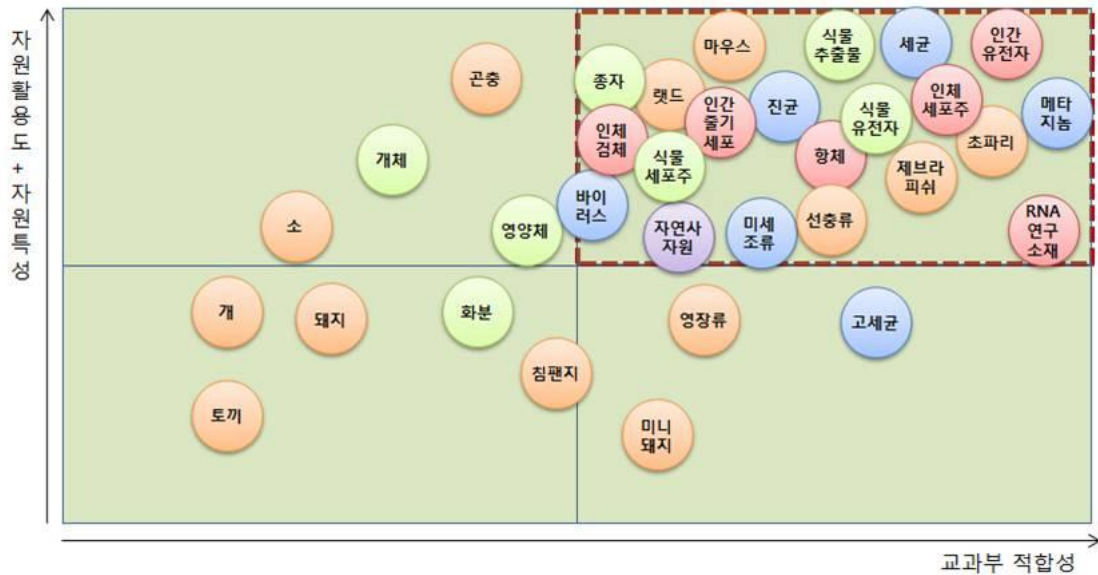 자원활용도+자원특성
곤충
개체
소
영양체
종자
랫드
마우스
식물
추출물
세균
인간
유전자
인체
검체
인간
줄기
세포
진균
식물
유전자
인체
세포주
메타
지놈
식물
세포주
항체
제브라
피쉬
초파리
바이
러스
자연사
자원
미세
조류
선충류
RNA
연구
소재
개
돼지
화분
침팬지
토끼
영장류
고세균
미니
돼지
교과부 적합성